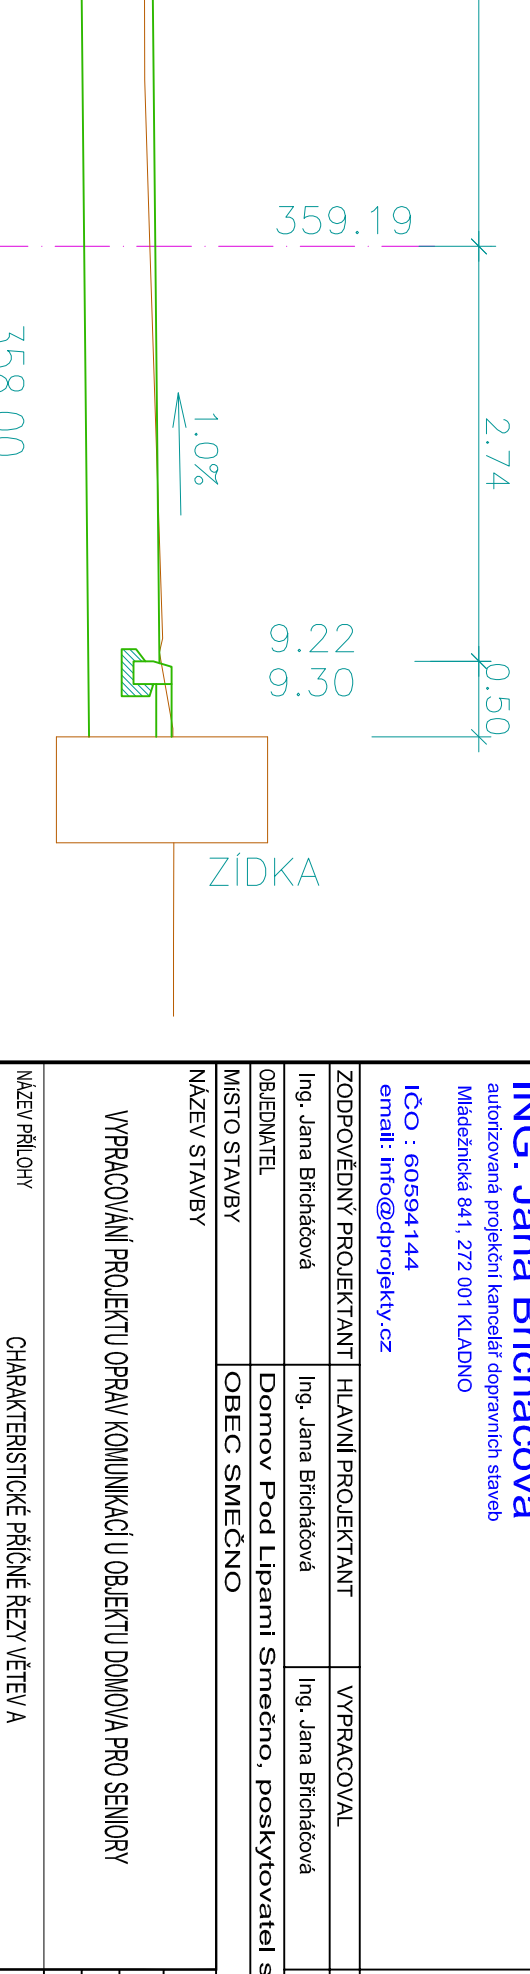 359.19
358.00
2.74
1.0%
9.22
9.30
0.50
ZÍDKA
ING. Jana Břicháčová
autorizovaná projekční kancelář dopravních staveb
Mládežnická 841, 272 001 KLADNO
IČO : 60594144
email: info@dprojekty.cz
ZODPOVĚDNÝ PROJEKTANT HLAVNÍ PROJEKTANT VYPRACOVAL
Ing. Jana Břicháčová Ing. Jana Břicháčová Ing. Jana Břicháčová
OBJEDNATEL Domov Pod Lipami Smečno, poskytovatel s
MíSTO STAVBY OBEC SMEČNO
NÁZEV STAVBY
VYPRACOVÁNÍ PROJEKTU OPRAV KOMUNIKACÍ U OBJEKTU DOMOVA PRO SENIORY
NÁZEV PŘÍLOHY
CHARAKTERISTICKÉ PŘÍČNÉ ŘEZY VĚTEV A